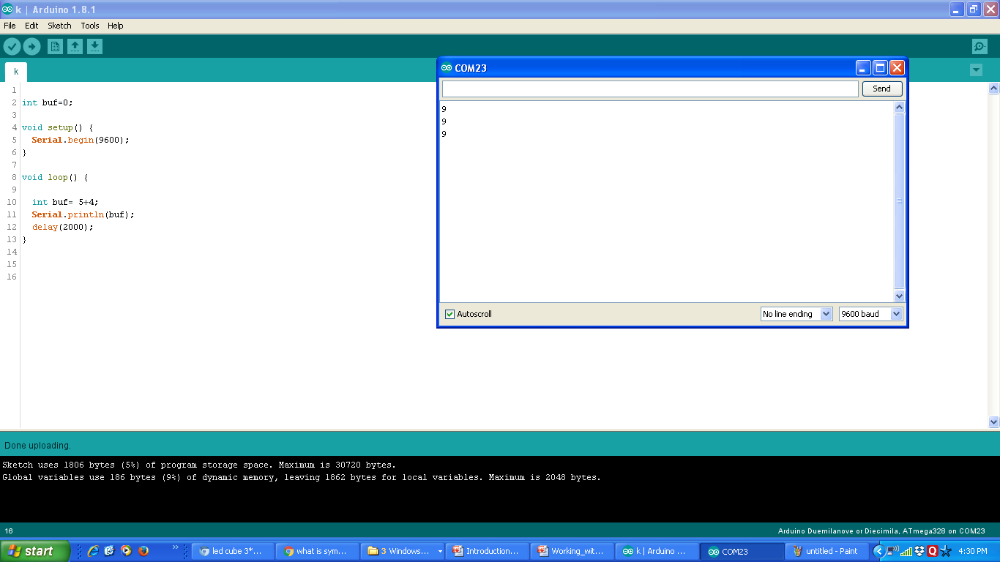 k | Arduino 1.8.1
File Edit Sketch Tools Help
k
1
2 int buf=0;
3
4 void setup() {
5 Serial.begin(9600);
6 }
7
8 void loop() {
9
10 int buf= 5+4;
11 Serial.println(buf);
12 delay(2000);
13 }
14
15
16
COM23
Send
9
9
9
Autoscroll No line ending 9600 baud
Done uploading.
Sketch uses 1806 bytes (5%) of program storage space. Maximum is 30720 bytes.
Global variables use 186 bytes (9%) of dynamic memory, leaving 1862 bytes for local variables. Maximum is 2048 bytes.
16 Arduino Duemilanove or Diecimila, ATmega328 on COM23
start » led cube 3*... what is sym... 3 Windows... Introduction... Working_wit... k | Arduino ... COM23 untitled - Paint 4:30 PM